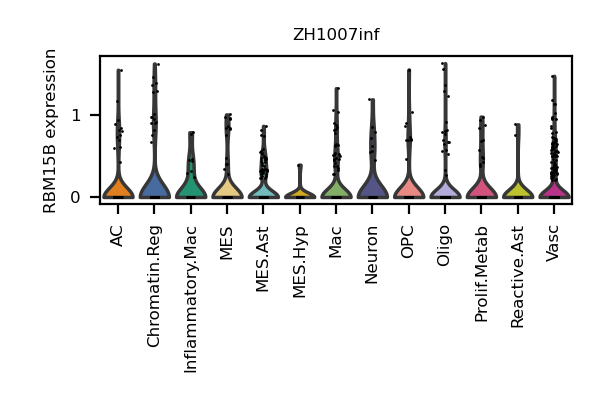 ZH1007inf
RBM15B expression
1
0
AC
Chromatin.Reg
Inflammatory.Mac
MES
MES.Ast
MES.Hyp
Mac
Neuron
OPC
Oligo
Prolif.Metab
Reactive.Ast
Vasc